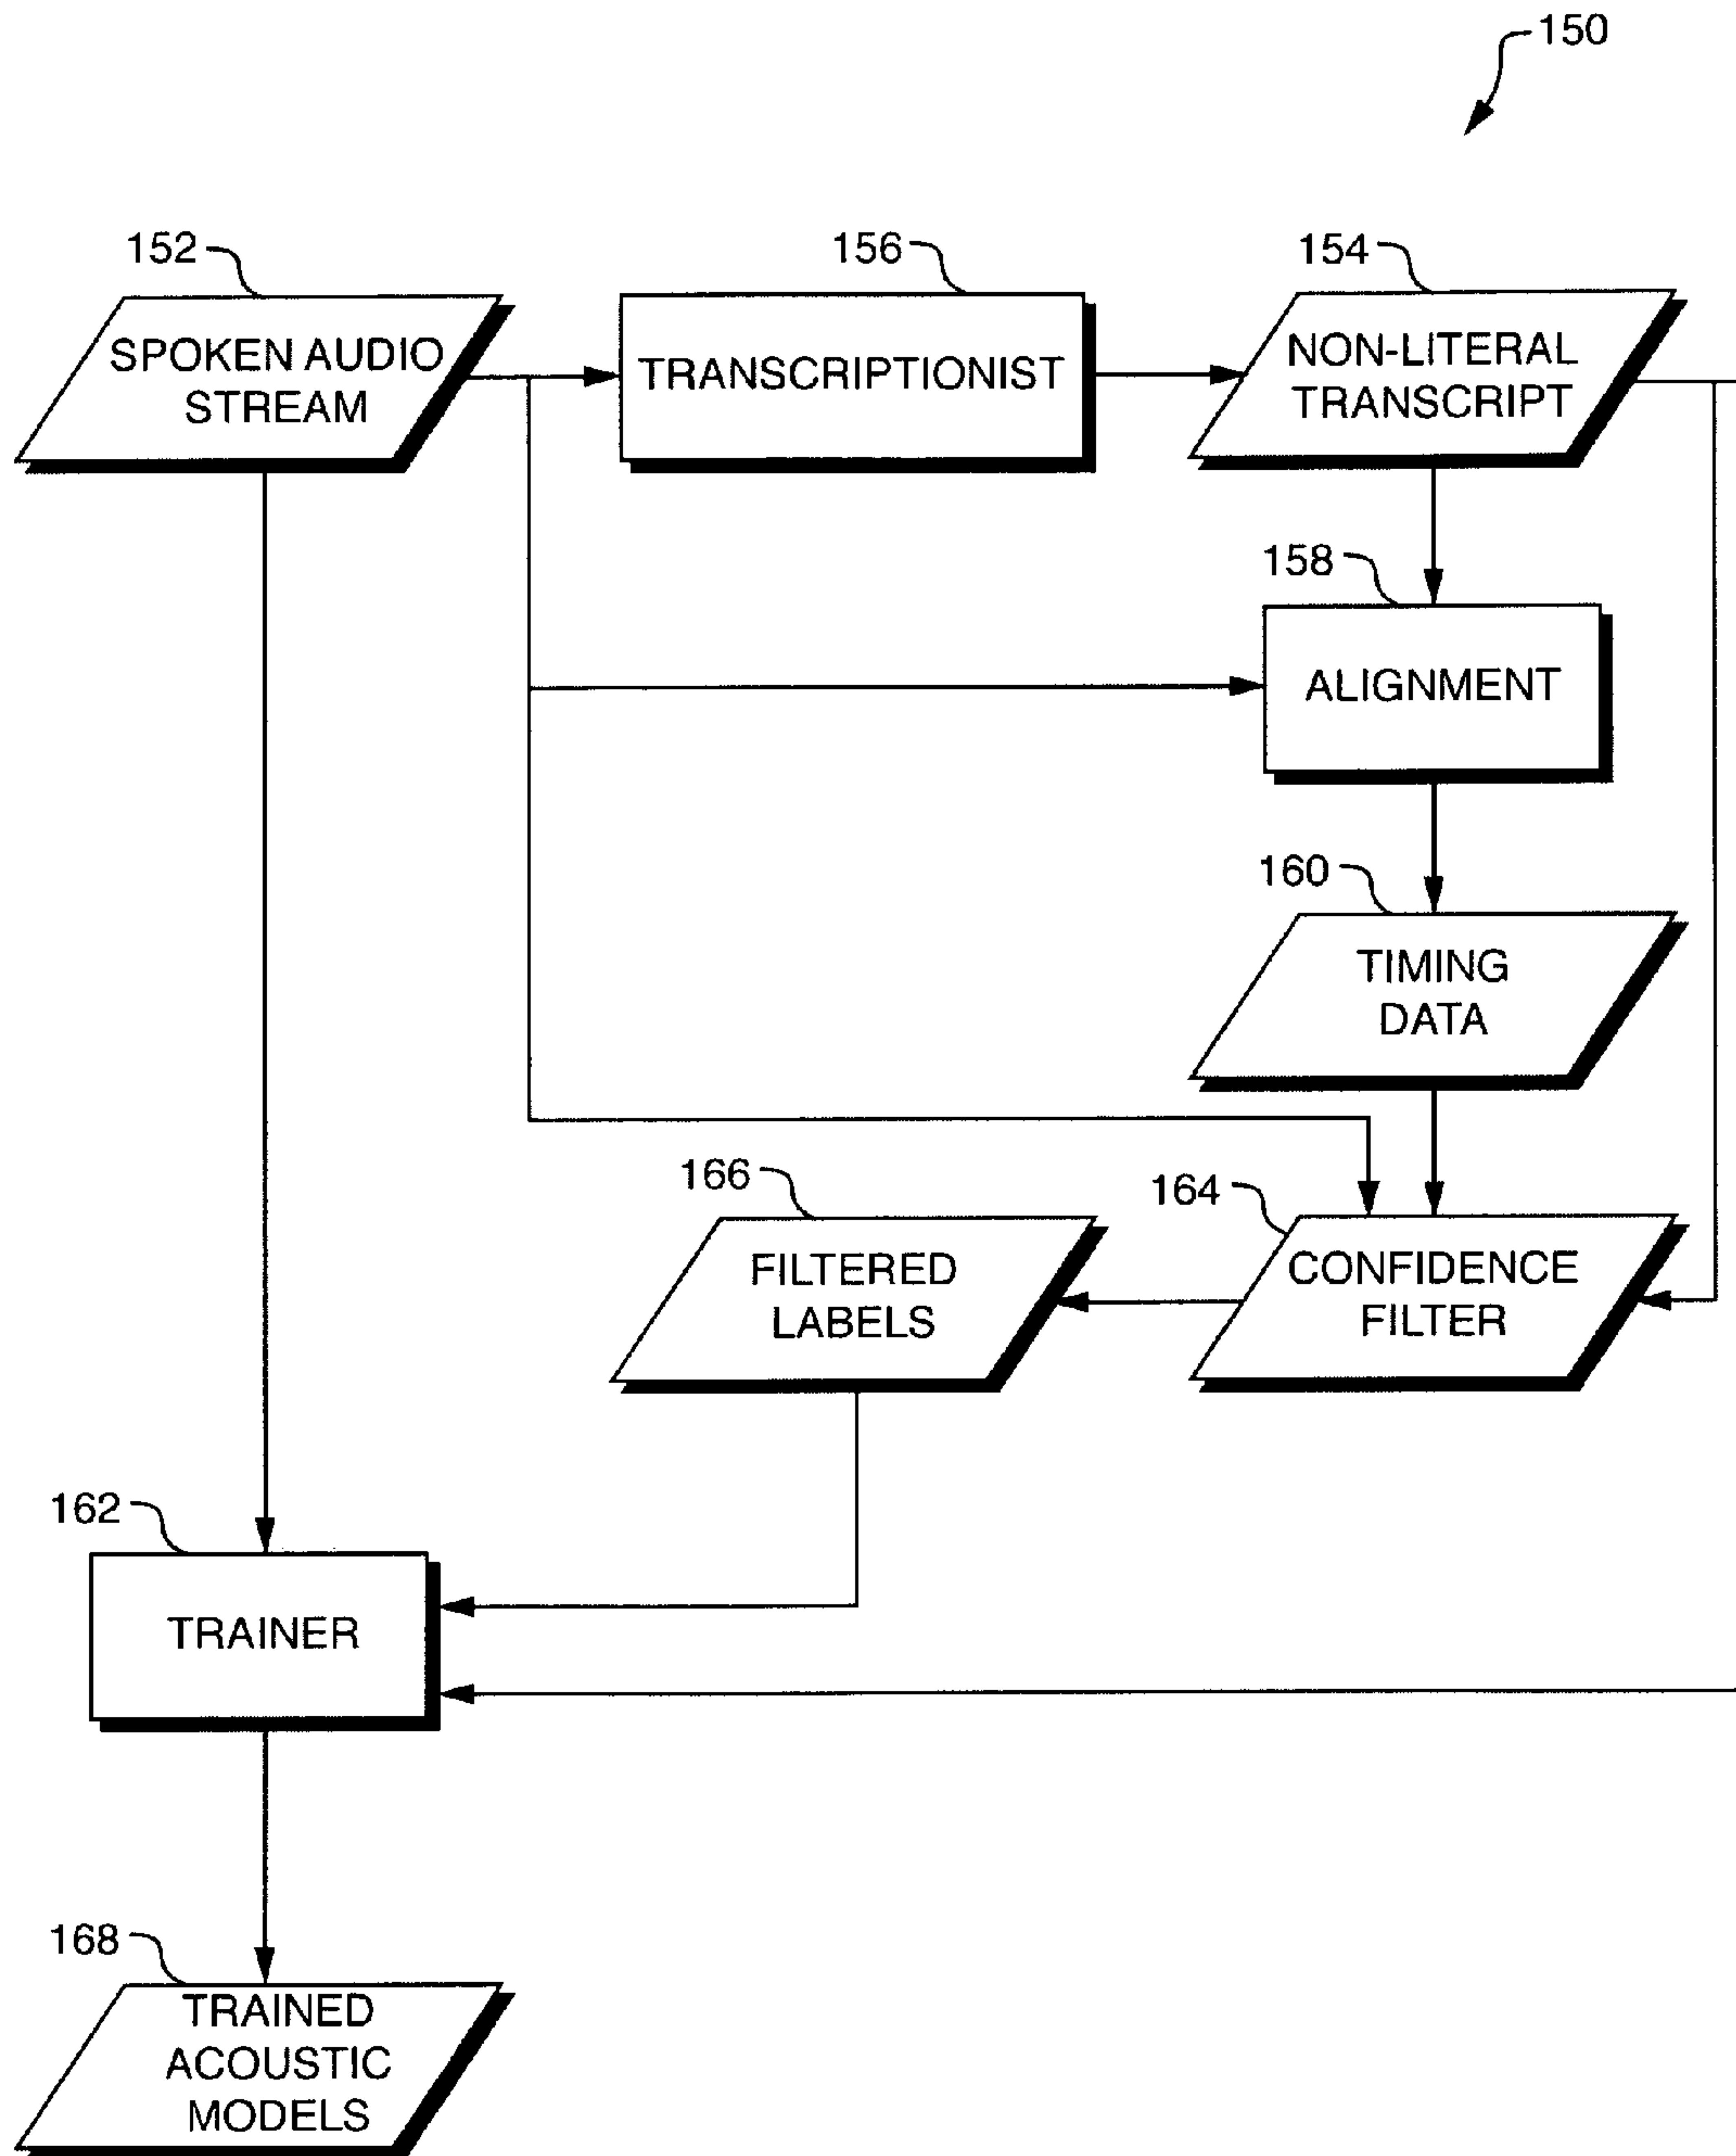 150
152
156
154
SPOKEN AUDIO
STREAM
TRANSCRIPTIONIST
NON-LITERAL
TRANSCRIPT
158
ALIGNMENT
160
TIMING
DATA
166
164
FILTERED
LABELS
CONFIDENCE
FILTER
162
TRAINER
168
TRAINED
ACOUSTIC
MODELS